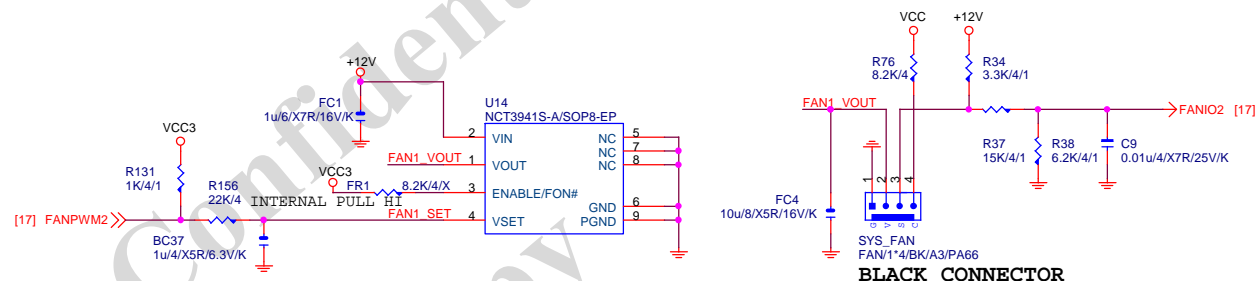 Confident
py
+12V
FC1
1u/6/X7R/16V/K
VCC3
R131
1K/4/1
R156
22K/4
[17] FANPWM2
BC37
1u/4/X5R/6.3V/K
INTERNAL PULL HI
VCC3
FR1
8.2K/4/X
FAN1_VOUT
FAN1_SET
U14
NCT3941S-A/SOP8-EP
2 VIN
1 VOUT
3 ENABLE/FON#
4 VSET
NC 5
NC 7
NC 8
GND 6
PGND 9
VCC
+12V
R76
8.2K/4
R34
3.3K/4/1
FAN1_VOUT
FANIO2 [17]
R37
15K/4/1
R38
6.2K/4/1
C9
0.01u/4/X7R/25V/K
FC4
10u/8/X5R/16V/K
1 2 3 4
G V S C
SYS_FAN
FAN/1*4/BK/A3/PA66
BLACK CONNECTOR